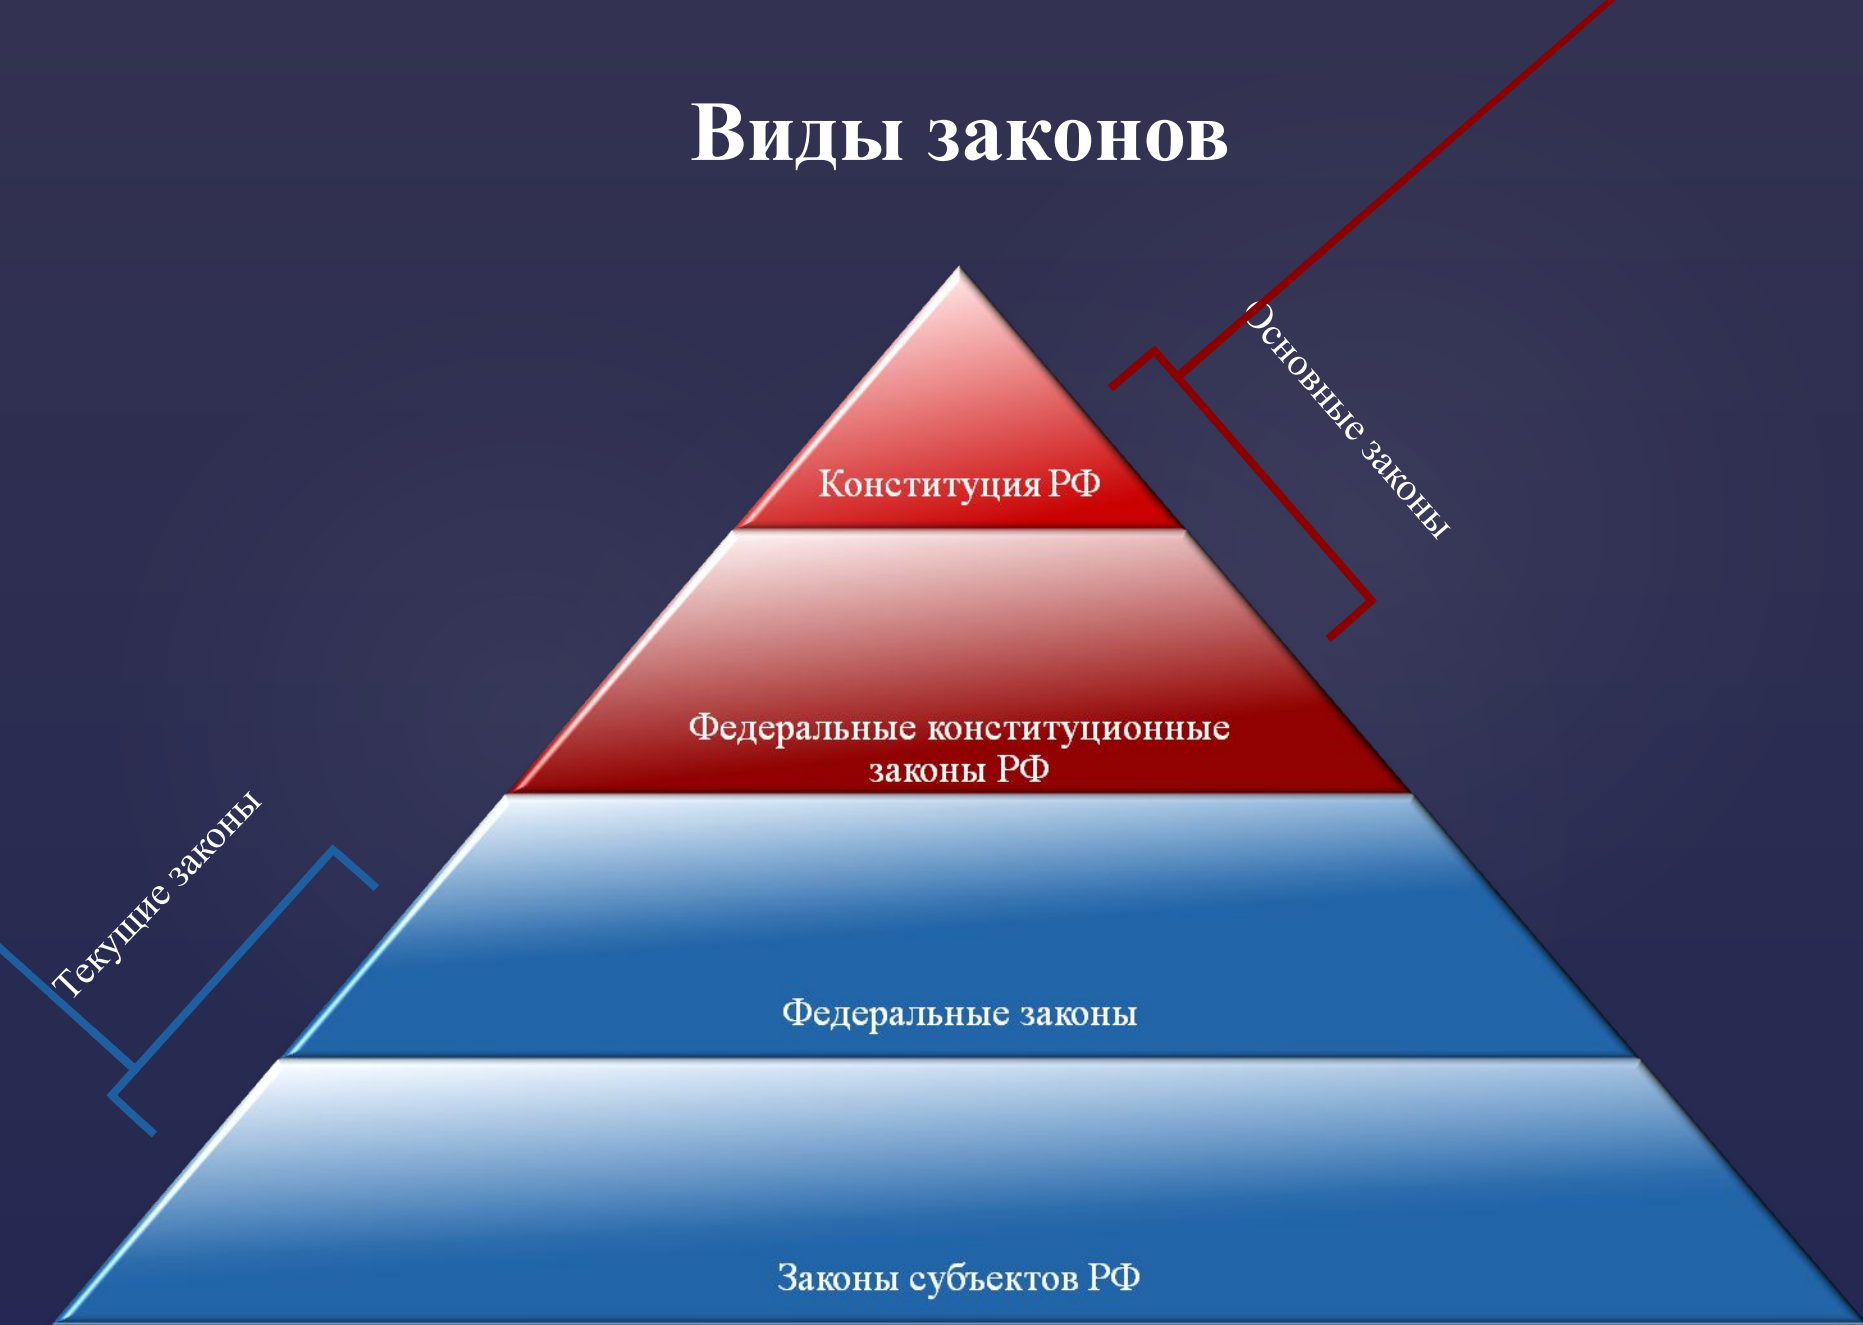 Виды законов
Основные законы
Конституция РФ
Федеральные конституционные
законы РФ
Текущие законы
Федеральные законы
Законы субъектов РФ